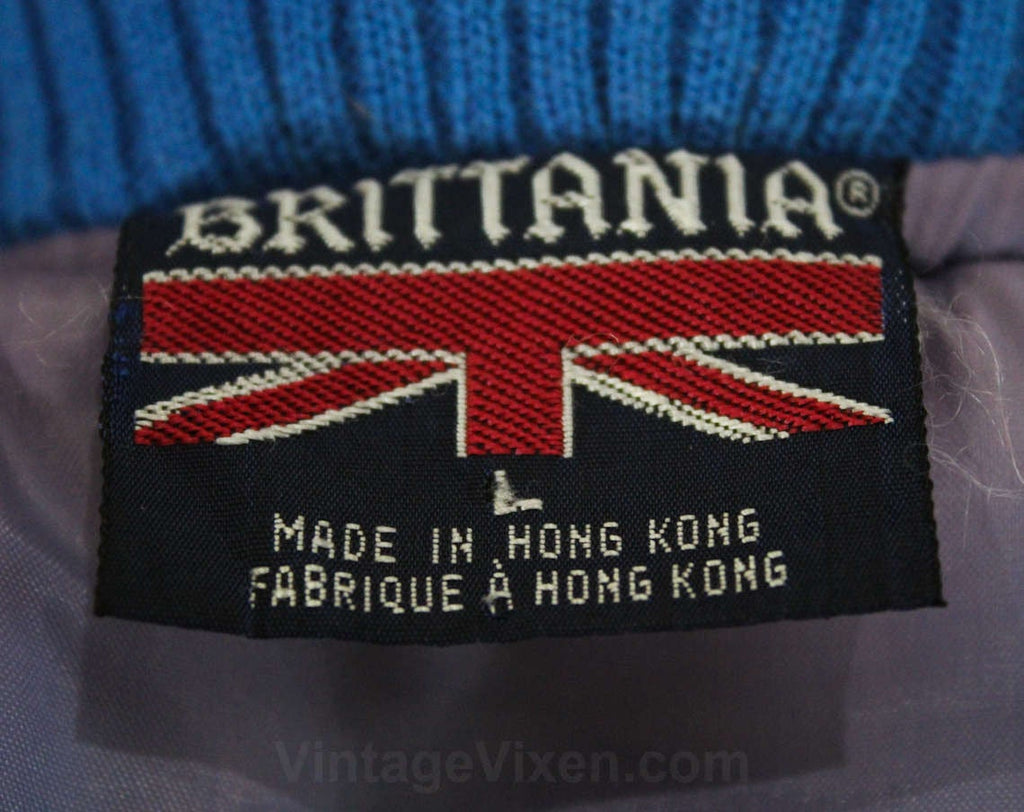 BRITTANIA®
L
MADE IN HONG KONG
FABRIQUE À HONG KONG
VintageVixen.com